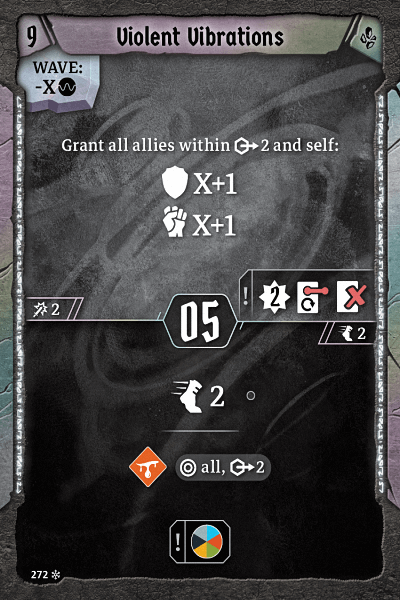 9 Violent Vibrations
WAVE:
-X
Grant all allies within 2 and self:
X+1
X+1
! 2
2 05 2
2
all, 2
!
272